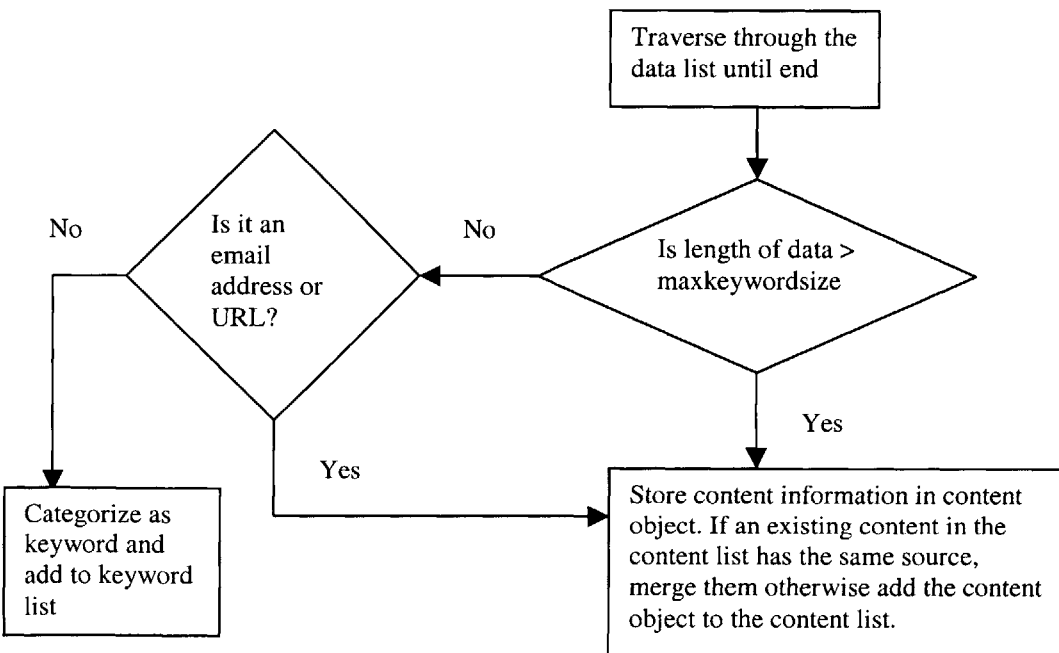 Traverse through the
data list until end
Is length of data >
maxkeywordsize
No
Is it an
email
address or
URL?
No
Yes
Yes
Categorize as
keyword and
add to keyword
list
Store content information in content
object. If an existing content in the
content list has the same source,
merge them otherwise add the content
object to the content list.